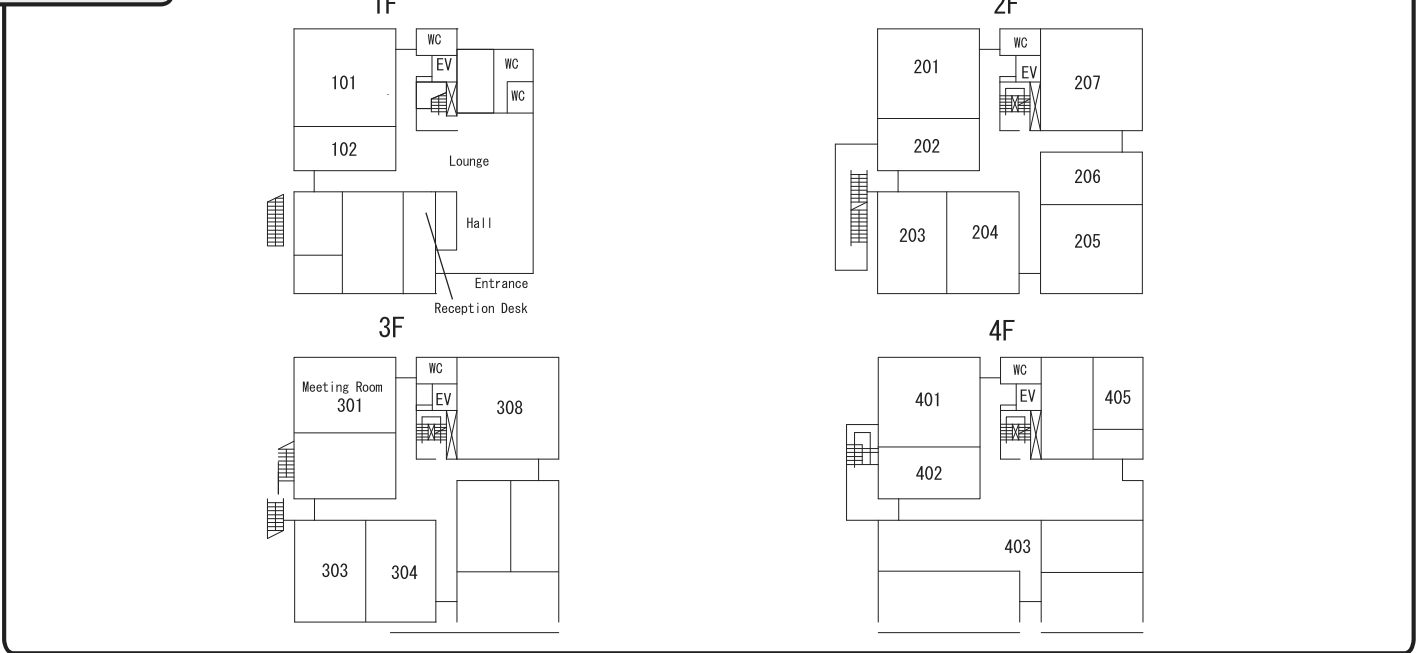 1F
WC
EV
WC
101
WC
102
Lounge
Hall
Entrance
Reception Desk
2F
WC
201
EV
207
202
206
203
204
205
3F
WC
Meeting Room
301
EV
308
303
304
4F
WC
401
EV
405
402
403